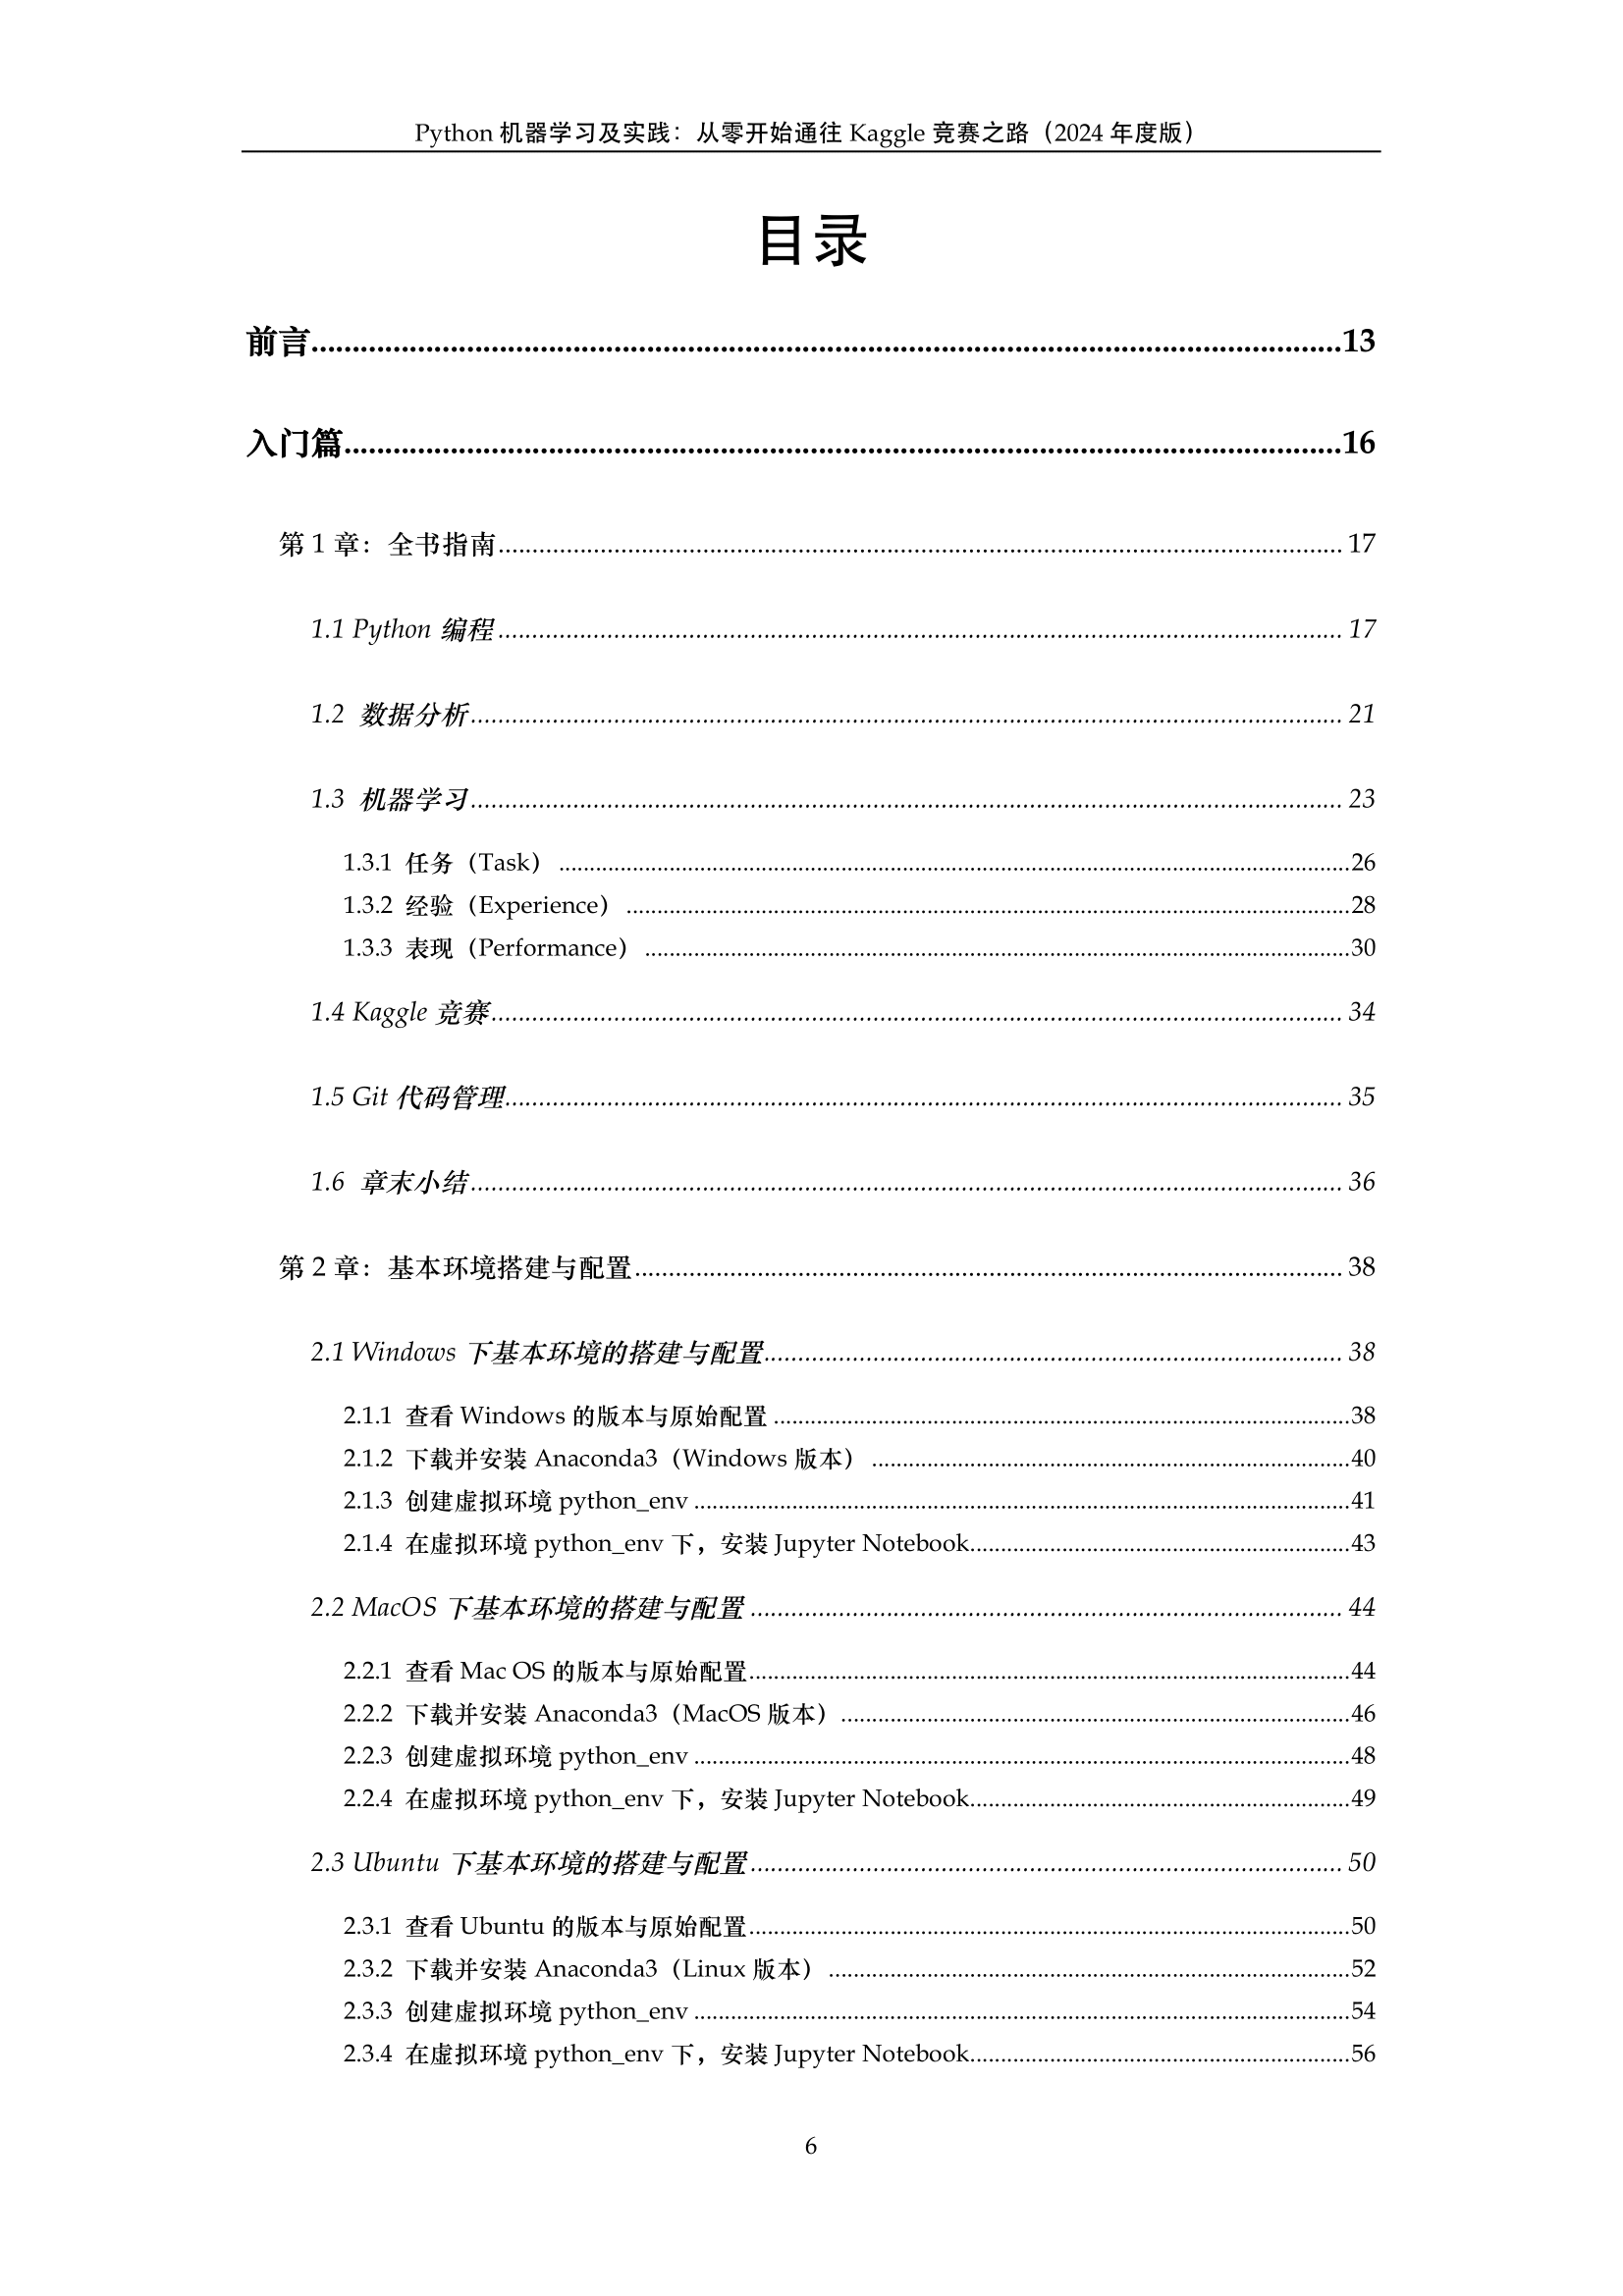 Python 机器学习及实践：从零开始通往 Kaggle 竞赛之路（2024 年度版）
目录
前言........13
入门篇........16
第 1 章：全书指南........ 17
1.1 Python 编程........ 17
1.2 数据分析........ 21
1.3 机器学习........ 23
1.3.1 任务（Task）........26
1.3.2 经验（Experience）........28
1.3.3 表现（Performance）........30
1.4 Kaggle 竞赛........ 34
1.5 Git 代码管理........ 35
1.6 章末小结........ 36
第 2 章：基本环境搭建与配置........ 38
2.1 Windows 下基本环境的搭建与配置........ 38
2.1.1 查看 Windows 的版本与原始配置........38
2.1.2 下载并安装 Anaconda3（Windows 版本）........40
2.1.3 创建虚拟环境 python_env........41
2.1.4 在虚拟环境 python_env 下，安装 Jupyter Notebook........43
2.2 MacOS 下基本环境的搭建与配置........ 44
2.2.1 查看 Mac OS 的版本与原始配置........44
2.2.2 下载并安装 Anaconda3（MacOS 版本）........46
2.2.3 创建虚拟环境 python_env........48
2.2.4 在虚拟环境 python_env 下，安装 Jupyter Notebook........49
2.3 Ubuntu 下基本环境的搭建与配置........ 50
2.3.1 查看 Ubuntu 的版本与原始配置........50
2.3.2 下载并安装 Anaconda3（Linux 版本）........52
2.3.3 创建虚拟环境 python_env........54
2.3.4 在虚拟环境 python_env 下，安装 Jupyter Notebook........56
6